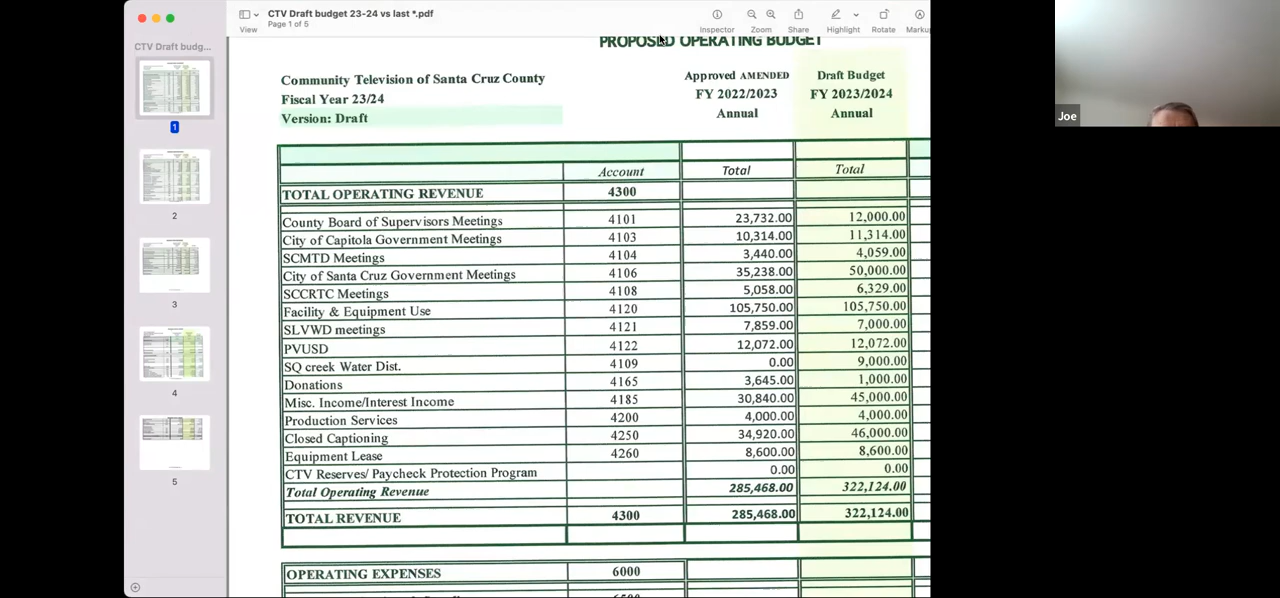 CTV Draft budget 23-24 vs last *.pdf
Page 1 of 5
View
Inspector
Zoom
Share
Highlight
Rotate
Marku
CTV Draft budg...
1
2
3
4
5
Joe
PROPOSED OPERATING BUDGET
Community Television of Santa Cruz County
Fiscal Year 23/24
Version: Draft
Approved AMENDED
FY 2022/2023
Annual
Draft Budget
FY 2023/2024
Annual
Account Total Total
TOTAL OPERATING REVENUE 4300
County Board of Supervisors Meetings 4101 23,732.00 12,000.00
City of Capitola Government Meetings 4103 10,314.00 11,314.00
SCMTD Meetings 4104 3,440.00 4,059.00
City of Santa Cruz Government Meetings 4106 35,238.00 50,000.00
SCCRTC Meetings 4108 5,058.00 6,329.00
Facility & Equipment Use 4120 105,750.00 105,750.00
SLVWD meetings 4121 7,859.00 7,000.00
PVUSD 4122 12,072.00 12,072.00
SQ creek Water Dist. 4109 0.00 9,000.00
Donations 4165 3,645.00 1,000.00
Misc. Income/Interest Income 4185 30,840.00 45,000.00
Production Services 4200 4,000.00 4,000.00
Closed Captioning 4250 34,920.00 46,000.00
Equipment Lease 4260 8,600.00 8,600.00
CTV Reserves/ Paycheck Protection Program 0.00 0.00
Total Operating Revenue 285,468.00 322,124.00
TOTAL REVENUE 4300 285,468.00 322,124.00
OPERATING EXPENSES 6000